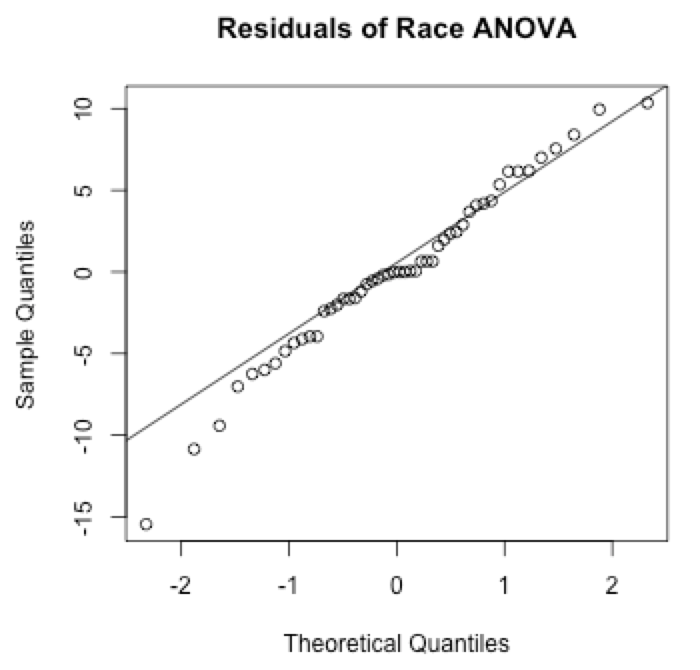 Residuals of Race ANOVA
Sample Quantiles
10
5
0
-5
-10
-15
-2 -1 0 1 2
Theoretical Quantiles